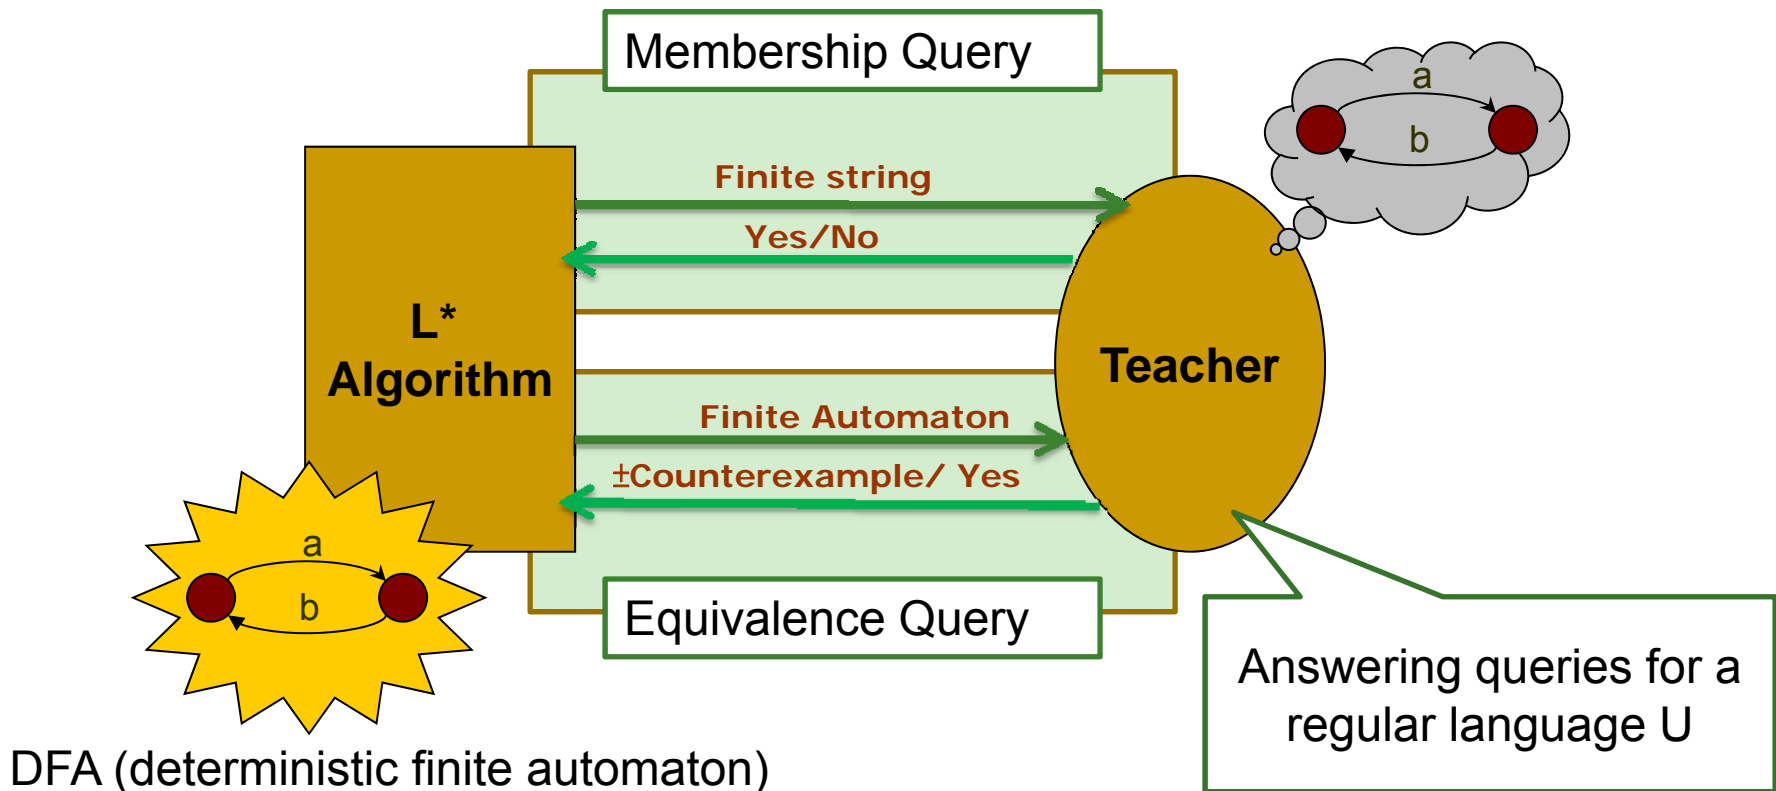 Membership Query
a
b
Finite string
Yes/No
L*
Algorithm
Teacher
Finite Automaton
±Counterexample/ Yes
a
b
Equivalence Query
Answering queries for a
regular language U
DFA (deterministic finite automaton)